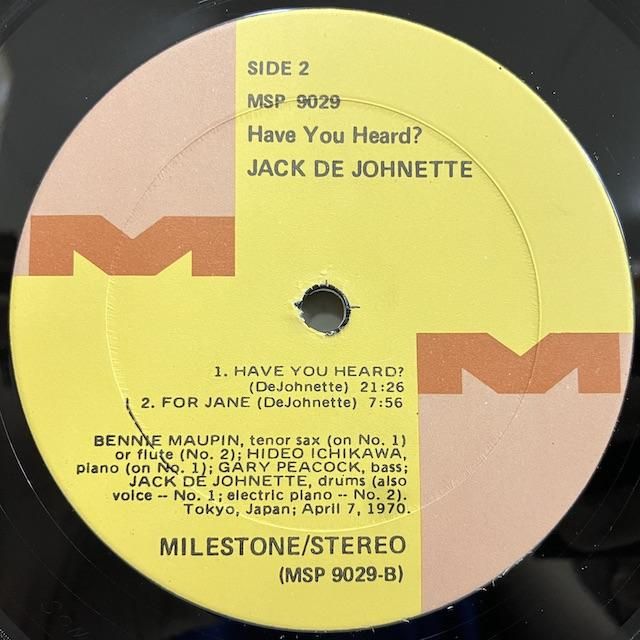 SIDE 2
MSP 9029
Have You Heard?
JACK DE JOHNETTE
1. HAVE YOU HEARD?
(DeJohnette) 21:26
2. FOR JANE (DeJohnette) 7:56
BENNIE MAUPIN, tenor sax (on No. 1)
or flute (No. 2); HIDEO ICHIKAWA,
piano (on No. 1); GARY PEACOCK, bass;
JACK DE JOHNETTE, drums (also
voice -- No. 1; electric piano -- No. 2).
Tokyo, Japan; April 7, 1970.
MILESTONE/STEREO
(MSP 9029-B)